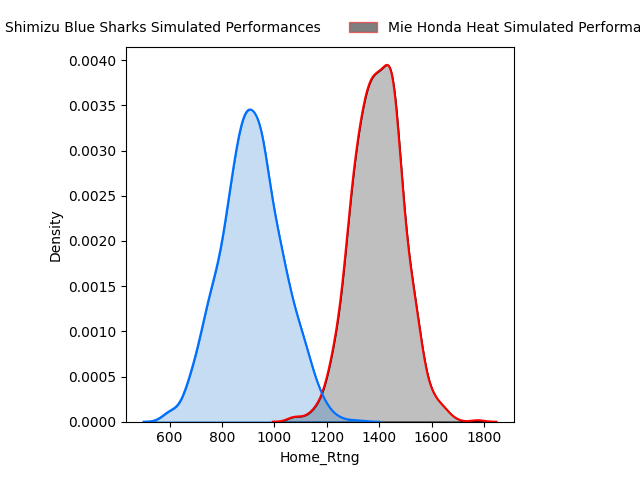 Shimizu Blue Sharks Simulated Performances
Mie Honda Heat Simulated Performa
0.0040
0.0035
0.0030
0.0025
0.0020
0.0015
0.0010
0.0005
0.0000
Density
600 800 1000 1200 1400 1600 1800
Home_Rtng